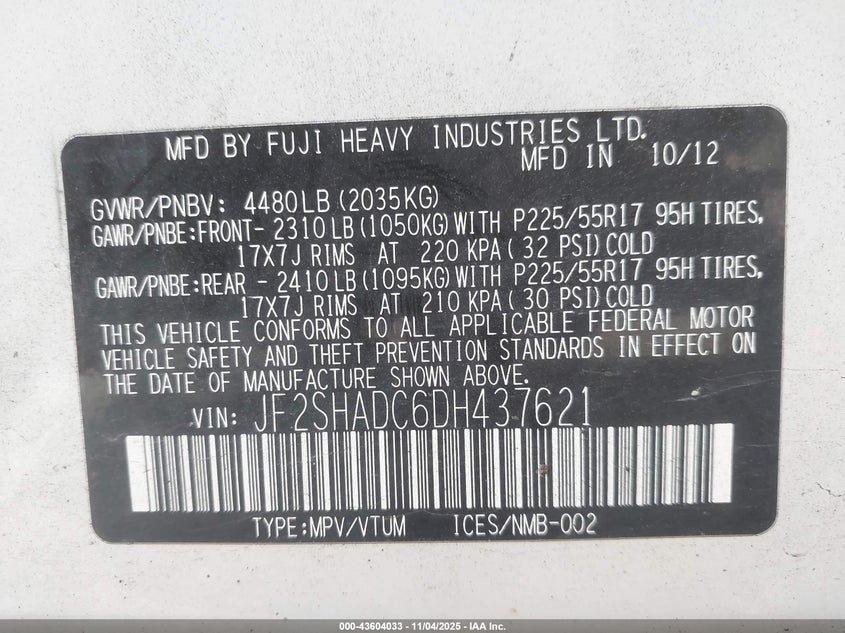 MFD BY FUJI HEAVY INDUSTRIES LTD.
MFD IN 10/12
GVWR/PNBV: 4480LB (2035KG)
GAWR/PNBE:FRONT- 2310LB (1050KG) WITH P225/55R17 95H TIRES,
17X7J RIMS AT 220 KPA (32 PSI) COLD
GAWR/PNBE:REAR - 2410LB (1095KG) WITH P225/55R17 95H TIRES,
17X7J RIMS AT 210 KPA (30 PSI) COLD
THIS VEHICLE CONFORMS TO ALL APPLICABLE FEDERAL MOTOR
VEHICLE SAFETY AND THEFT PREVENTION STANDARDS IN EFFECT ON
THE DATE OF MANUFACTURE SHOWN ABOVE.
VIN: JF2SHADC6DH437621
TYPE:MPV/VTUM ICES/NMB-002
000-43604033 - 11/04/2025 - IAA Inc.